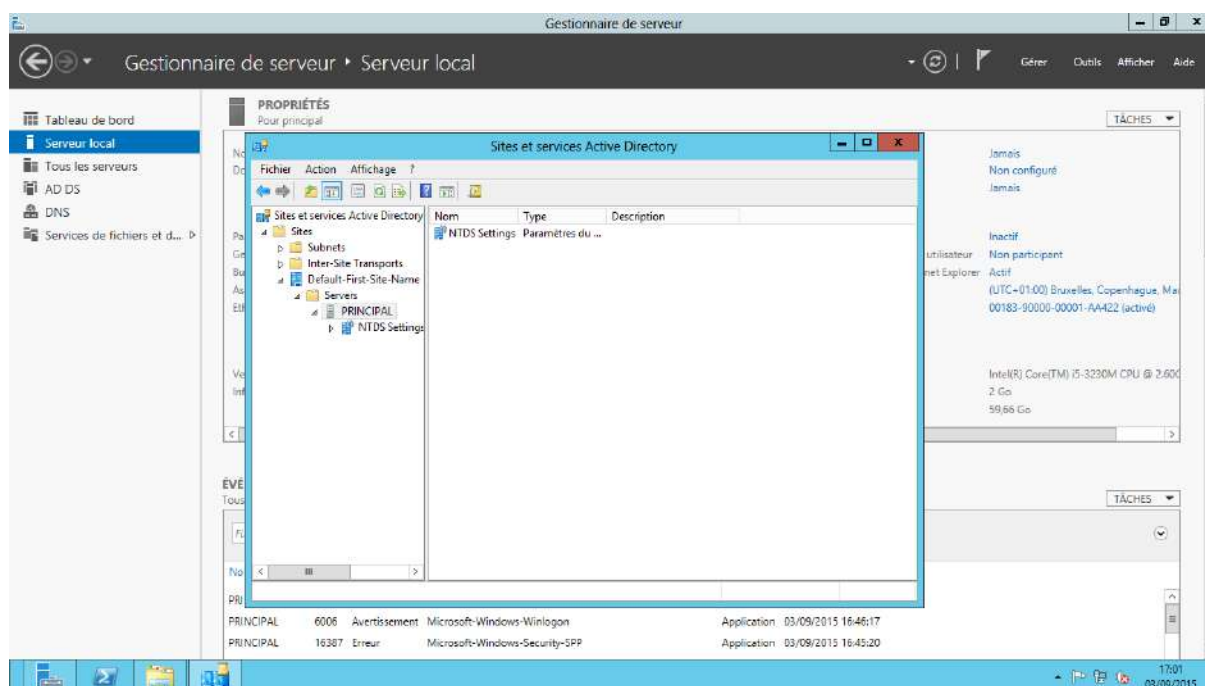 Gestionnaire de serveur
Gestionnaire de serveur ‣ Serveur local
Gérer Outils Afficher Aide
Tableau de bord
Serveur local
Tous les serveurs
AD DS
DNS
Services de fichiers et d...
PROPRIÉTÉS
Pour principal
TÂCHES
Jamais
Non configuré
Jamais
Inactif
utilisateur Non participant
net Explorer Actif
(UTC+01:00) Bruxelles, Copenhague, Ma
00183-90000-00001-AA422 (activé)
Intel(R) Core(TM) i5-3230M CPU @ 2.60G
2 Go
59,66 Go
Sites et services Active Directory
Fichier Action Affichage ?
Sites et services Active Directory
Sites
Subnets
Inter-Site Transports
Default-First-Site-Name
Servers
PRINCIPAL
NTDS Settings
Nom Type Description
NTDS Settings Paramètres du ...
ÉVÉ
Tous
TÂCHES
No
PRI
PRINCIPAL 6006 Avertissement Microsoft-Windows-Winlogon Application 03/09/2015 16:46:17
PRINCIPAL 16387 Erreur Microsoft-Windows-Security-SPP Application 03/09/2015 16:45:20
17:01
03/09/2015